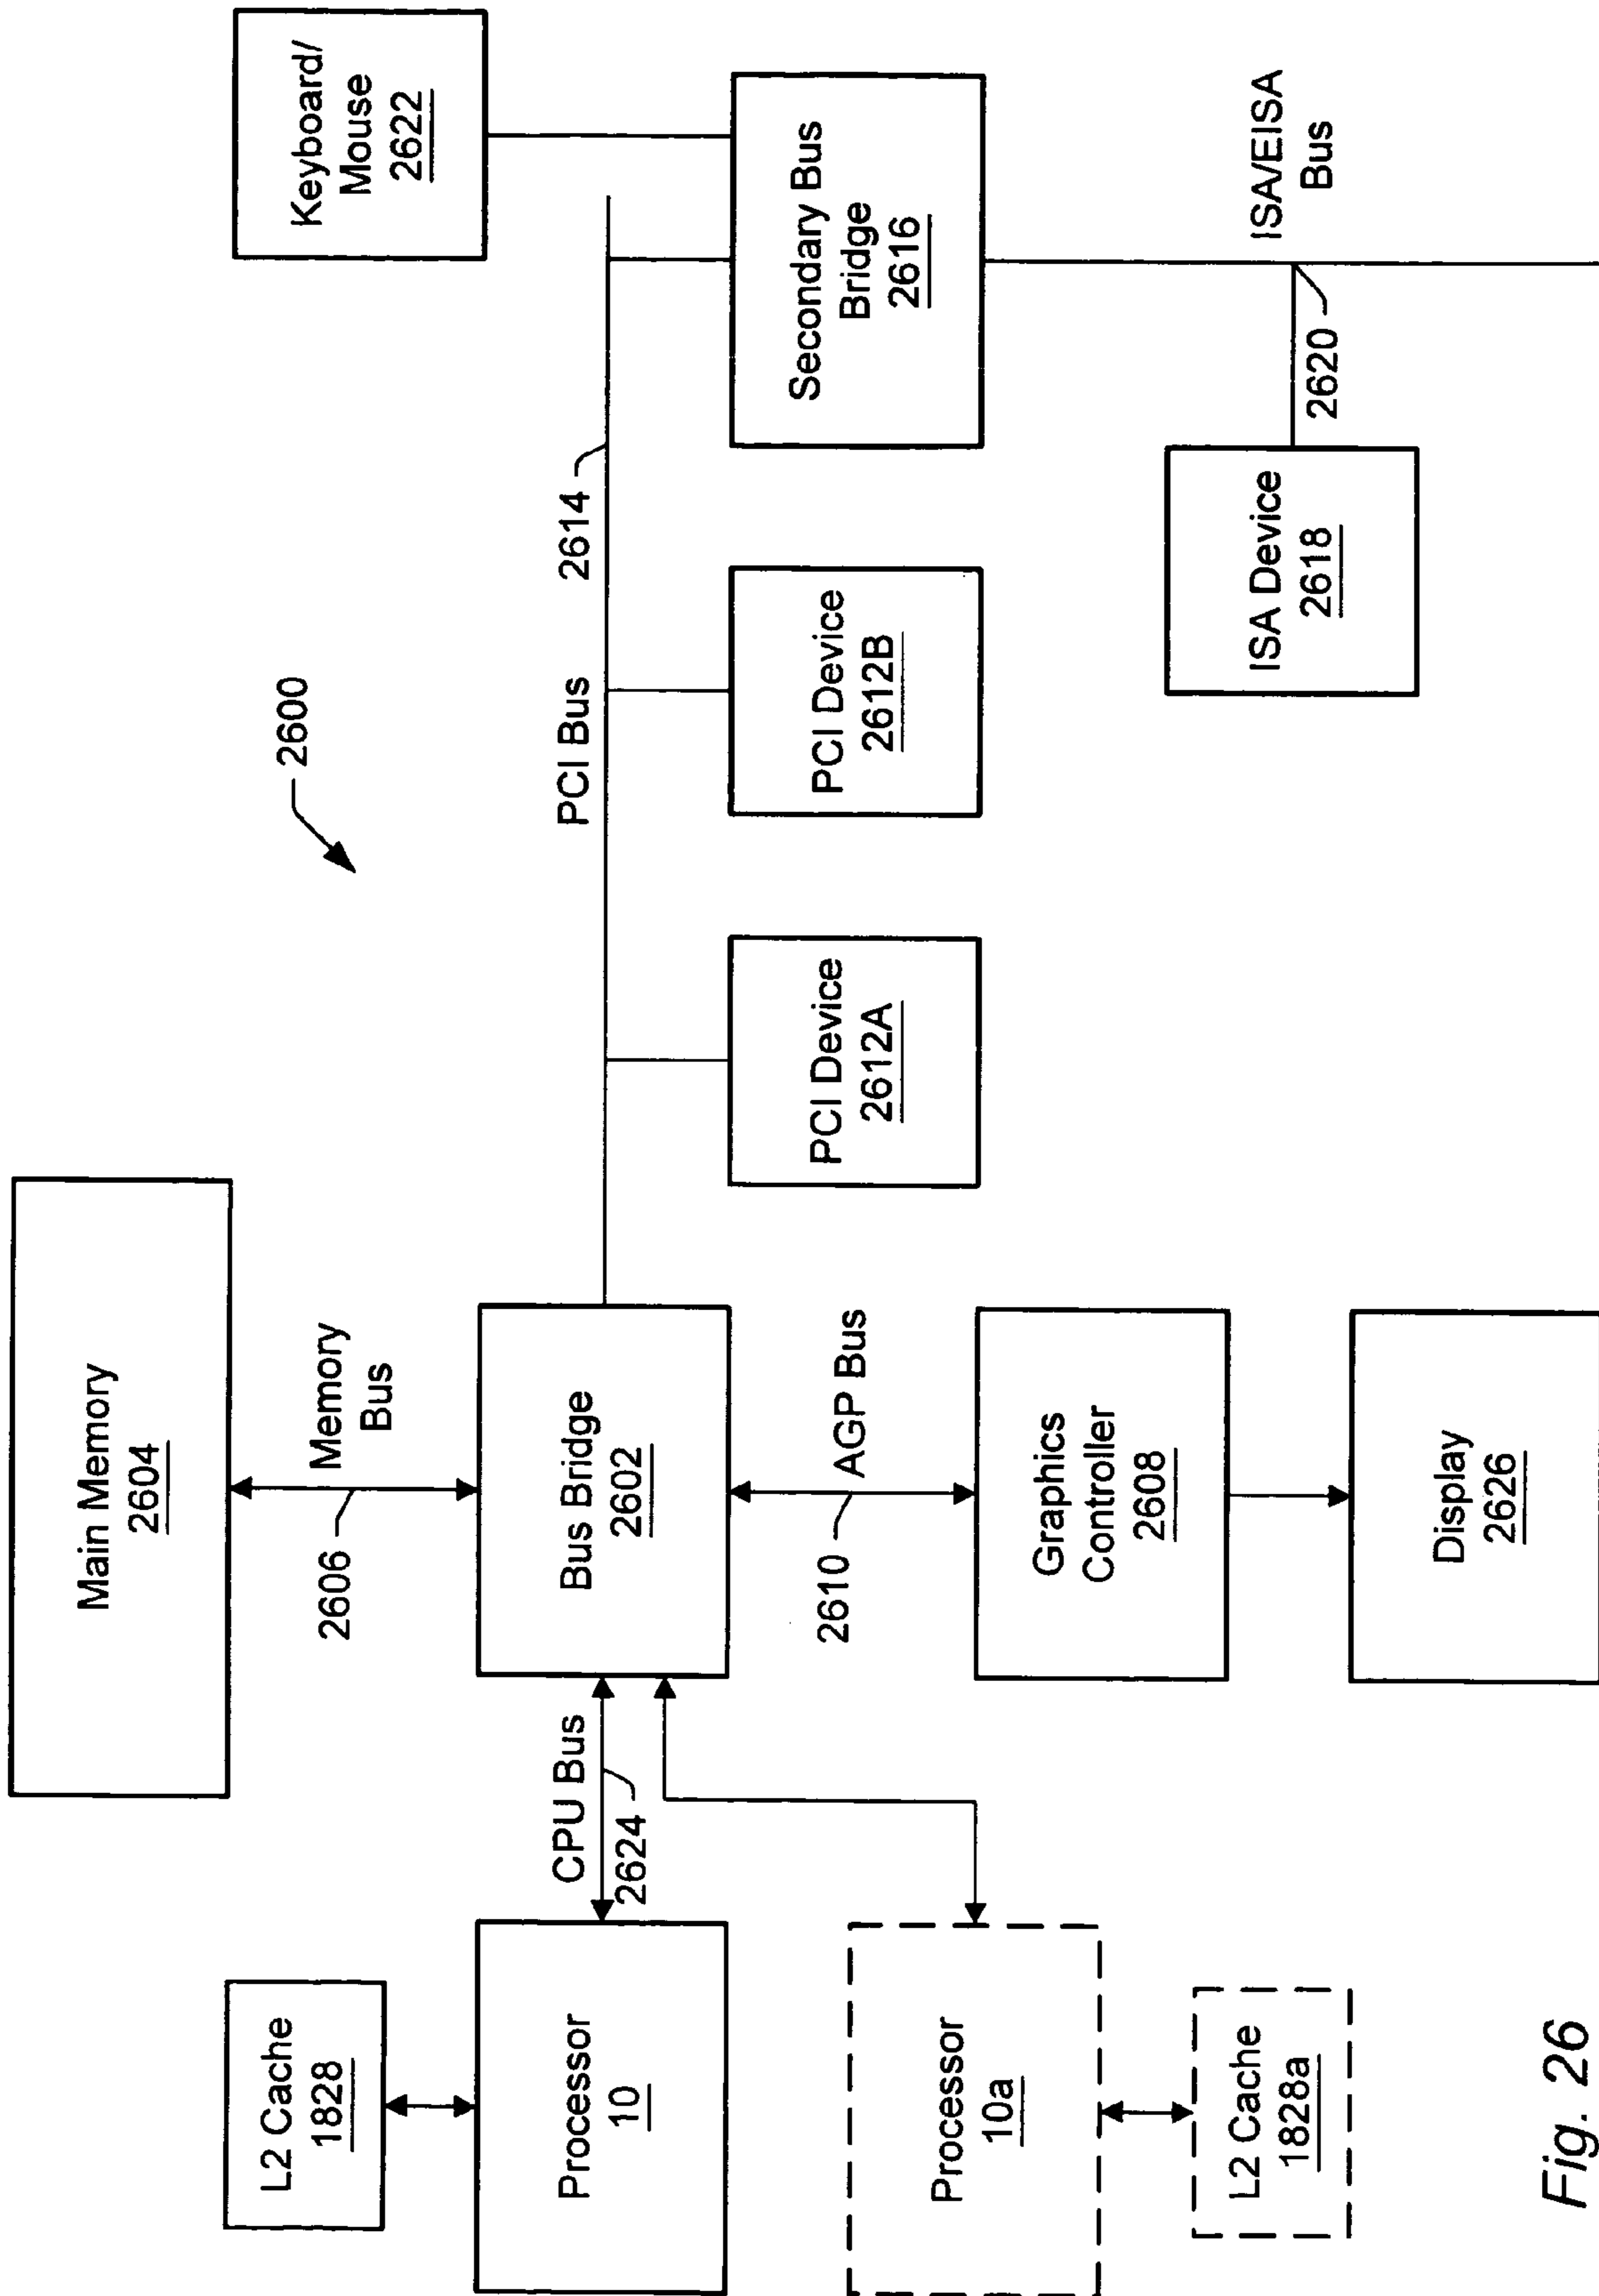 2600
Main Memory
2604
Memory
Bus
2606
L2 Cache
1828
Processor
10
CPU Bus
2624
Bus Bridge
2602
PCI Bus
2614
Keyboard/
Mouse
2622
PCI Device
2612A
PCI Device
2612B
Secondary Bus
Bridge
2616
Processor
10a
L2 Cache
1828a
2610
AGP Bus
Graphics
Controller
2608
Display
2626
ISA Device
2618
2620
ISA/EISA
Bus
Fig. 26